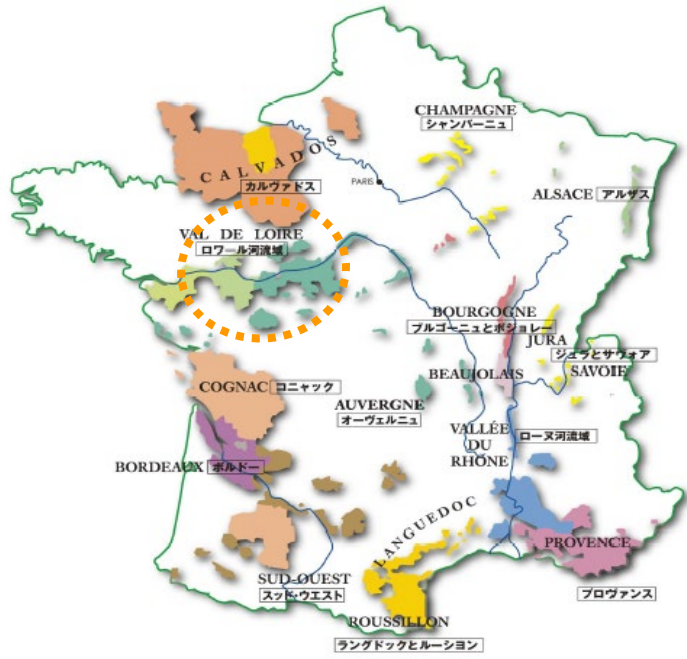 CHAMPAGNE
シャンパーニュ
CALVADOS
カルヴァドス
PARIS
ALSACE アルザス
VAL DE LOIRE
ロワール河流域
BOURGOGNE
ブルゴーニュとボジョレー
JURA
ジュラとサヴォア
SAVOIE
BEAUJOLAIS
COGNAC コニャック
AUVERGNE
オーヴェルニュ
VALLÉE
DU
RHÔNE
ローヌ河流域
BORDEAUX ボルドー
LANGUEDOC
PROVENCE
プロヴァンス
SUD-OUEST
スッド・ウエスト
ROUSSILLON
ラングドックとルーション